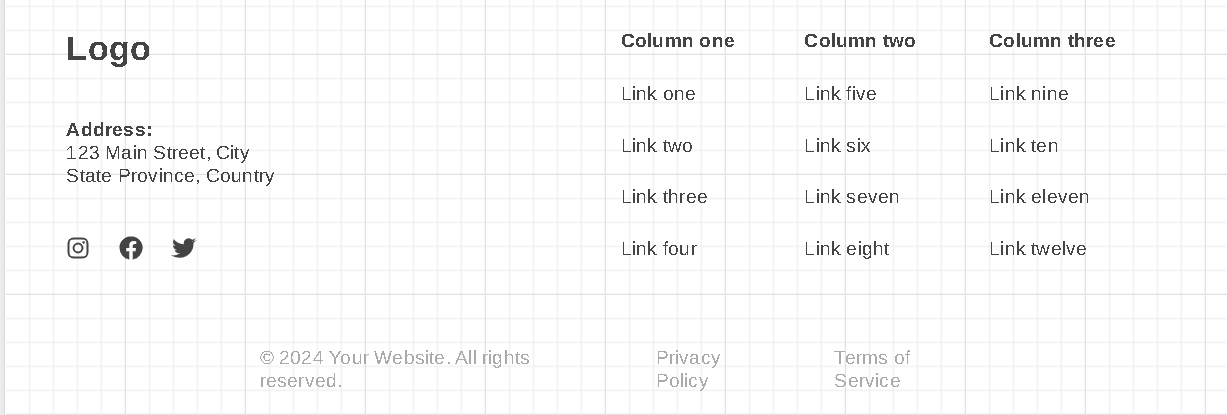 Logo
Address:
123 Main Street, City
State Province, Country
Column one
Link one
Link two
Link three
Link four
Column two
Link five
Link six
Link seven
Link eight
Column three
Link nine
Link ten
Link eleven
Link twelve
© 2024 Your Website. All rights
reserved.
Privacy
Policy
Terms of
Service